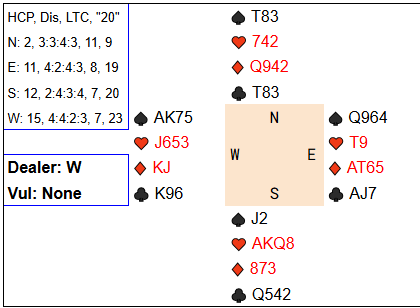 HCP, Dis, LTC, "20"
N: 2, 3:3:4:3, 11, 9
E: 11, 4:2:4:3, 8, 19
S: 12, 2:4:3:4, 7, 20
W: 15, 4:4:2:3, 7, 23
Dealer: W
Vul: None
♠ T83
♥ 742
♦ Q942
♣ T83
♠ AK75
♥ J653
♦ KJ
♣ K96
N
W E
S
♠ Q964
♥ T9
♦ AT65
♣ AJ7
♠ J2
♥ AKQ8
♦ 873
♣ Q542